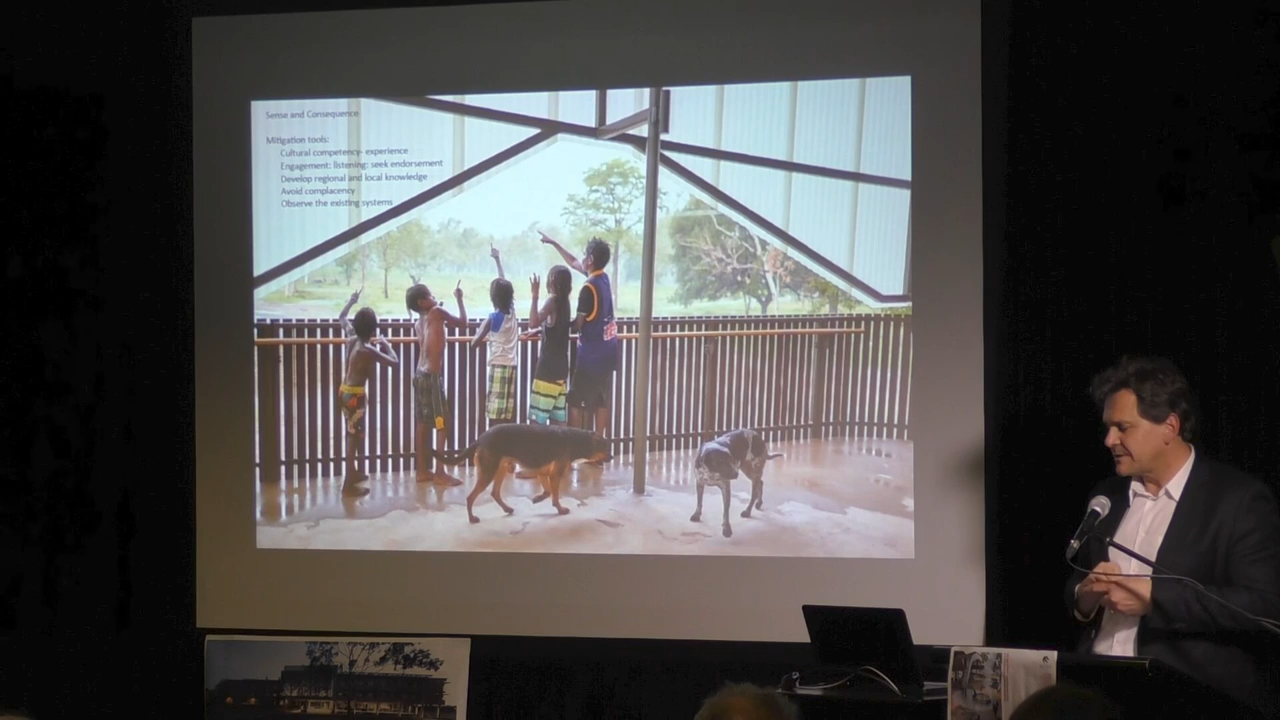 Sense and Consequence
Mitigation tools:
Cultural competency- experience
Engagement: listening: seek endorsement
Develop regional and local knowledge
Avoid complacency
Observe the existing systems